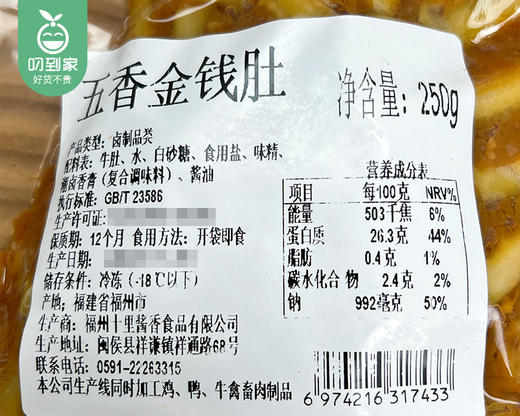 叨到家
好货不贵
五香金钱肚
净含量：250g
产品类型：卤制品类
配料表：牛肚、水、白砂糖、食用盐、味精、
潮卤香膏（复合调味料）、酱油
执行标准：GB/T 23586
生产许可证：
保质期：12个月 食用方法：开袋即食
生产日期：
储存条件：冷冻（-18℃以下）
产地：福建省福州市
生产商：福州十里酱香食品有限公司
生产地址：闽侯县祥谦镇祥通路68号
联系电话：0591-22263315
本公司生产线同时加工鸡、鸭、牛禽畜肉制品
营养成分表
项目 每100克 NRV%
能量 503千焦 6%
蛋白质 26.3克 44%
脂肪 0.4克 1%
碳水化合物 2.4克 2%
钠 992毫克 50%
6 974216 317433